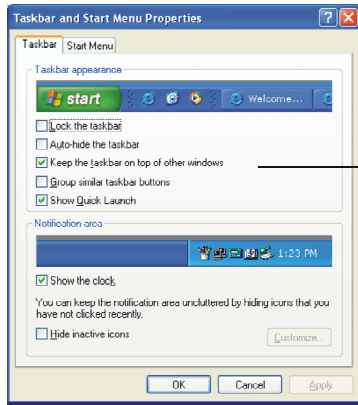 Taskbar and Start Menu Properties
Taskbar
Start Menu
Taskbar appearance
start
Welcome...
Lock the taskbar
Auto-hide the taskbar
Keep the taskbar on top of other windows
Group similar taskbar buttons
Show Quick Launch
Notification area
1:23 PM
Show the clock
You can keep the notification area uncluttered by hiding icons that you
have not clicked recently.
Hide inactive icons
Customize...
OK
Cancel
Apply